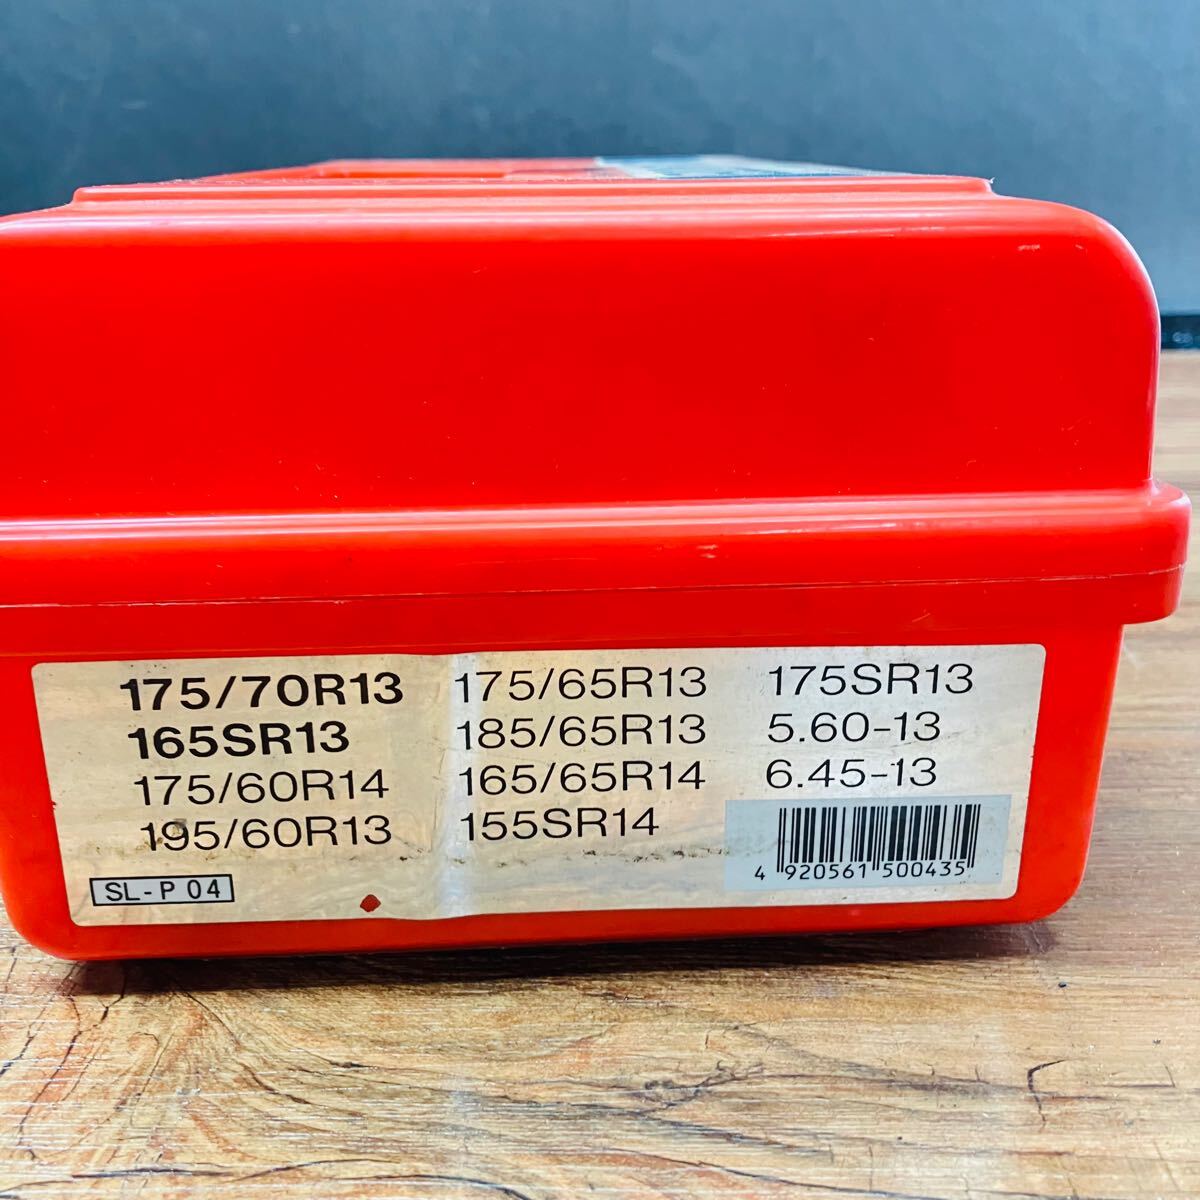 175/70R13
165SR13
175/60R14
195/60R13
175/65R13
185/65R13
165/65R14
155SR14
175SR13
5.60-13
6.45-13
SL-P 04
4 920561 500435